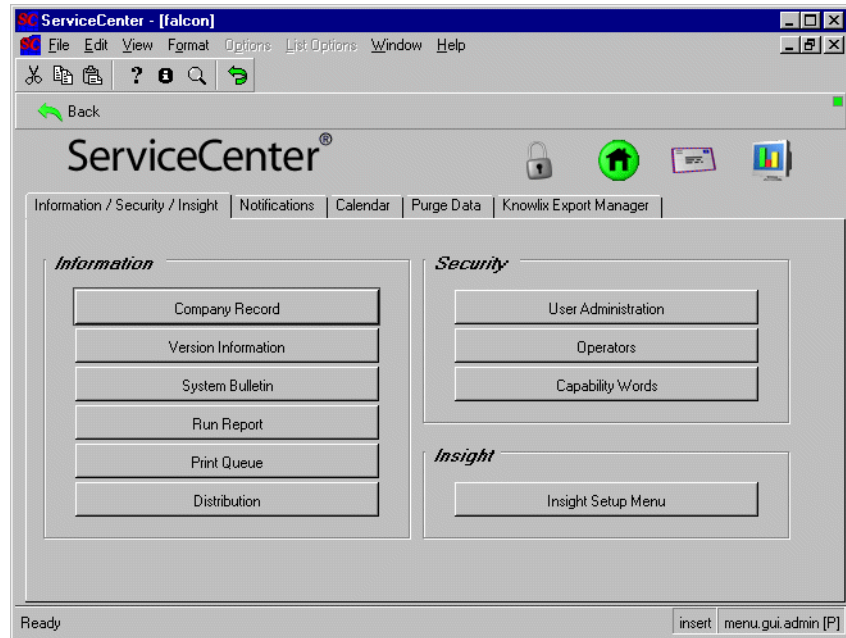 SC ServiceCenter - [falcon]
SC File Edit View Format Options List Options Window Help
Back
ServiceCenter®
Information / Security / Insight Notifications Calendar Purge Data Knowlix Export Manager
Information
Company Record
Version Information
System Bulletin
Run Report
Print Queue
Distribution
Security
User Administration
Operators
Capability Words
Insight
Insight Setup Menu
Ready insert menu.gui.admin [P]